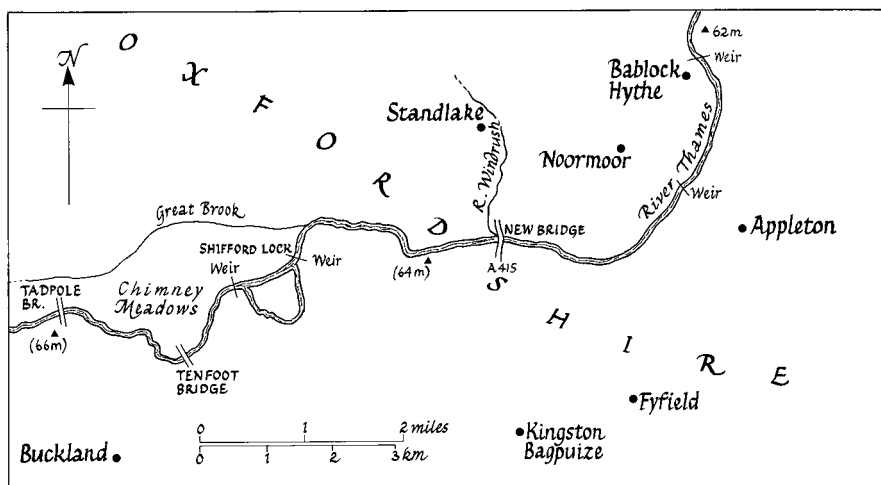 OXFORDSHIRE
N
62m
Weir
Bablock
Hythe
Standlake
R. Windrush
Noormoor
River Thames
Weir
Great Brook
NEW BRIDGE
Appleton
SHIFFORD LOCK
Weir
Weir
(64m)
A415
TADPOLE
BR.
Chimney
Meadows
(66m)
TENFOOT
BRIDGE
Fyfield
0 1 2 miles
0 1 2 3 km
Kingston
Bagpuize
Buckland